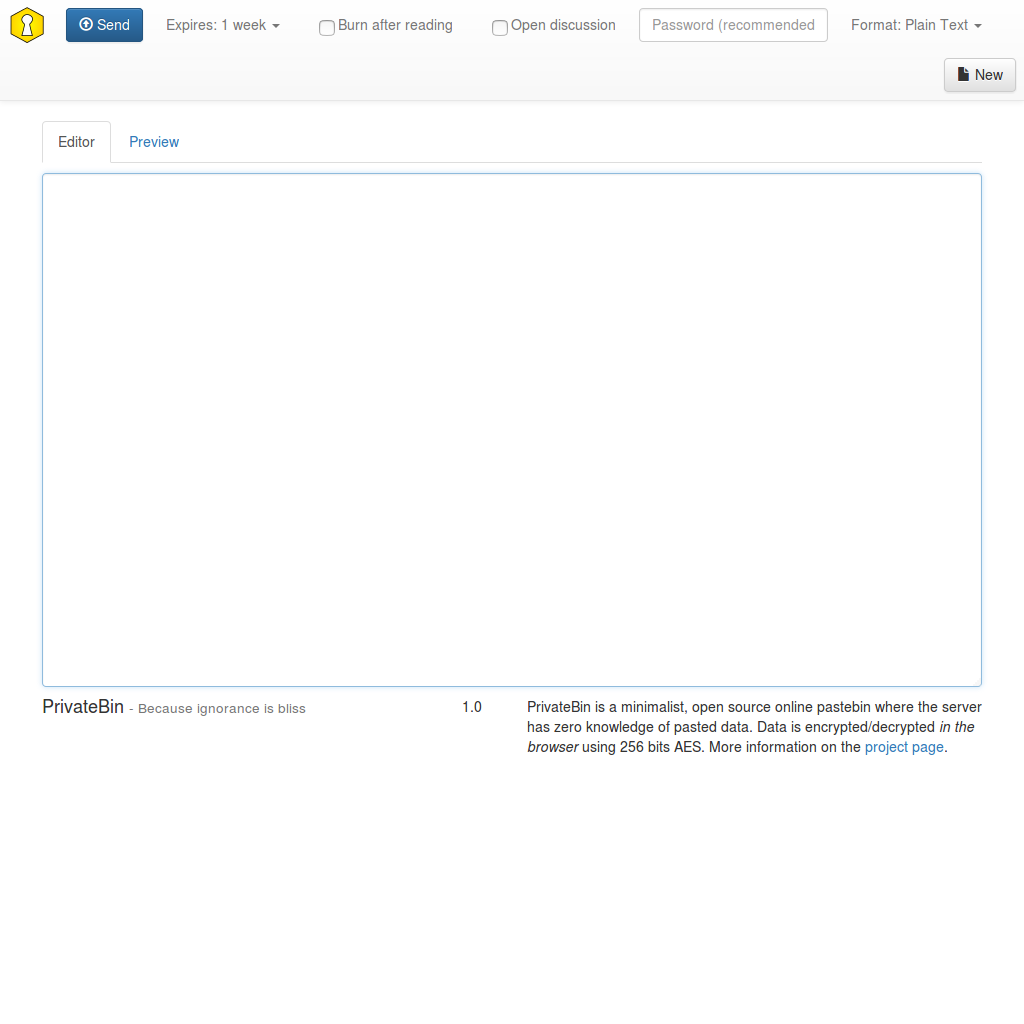 Send Expires: 1 week Burn after reading Open discussion Password (recommended Format: Plain Text
New
Editor Preview
PrivateBin - Because ignorance is bliss 1.0 PrivateBin is a minimalist, open source online pastebin where the server
has zero knowledge of pasted data. Data is encrypted/decrypted in the
browser using 256 bits AES. More information on the project page.